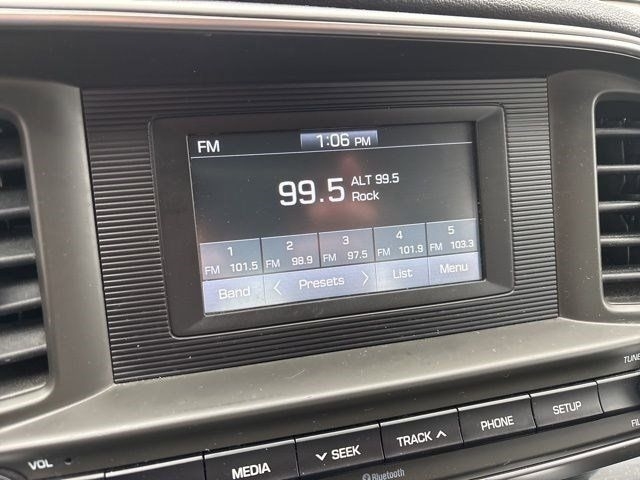 FM 1:06 PM
99.5 ALT 99.5
Rock
1 2 3 4 5
FM 101.5 FM 98.9 FM 97.5 FM 101.9 FM 103.3
Band < Presets > List Menu
TUNE
VOL MEDIA SEEK TRACK PHONE SETUP
Bluetooth